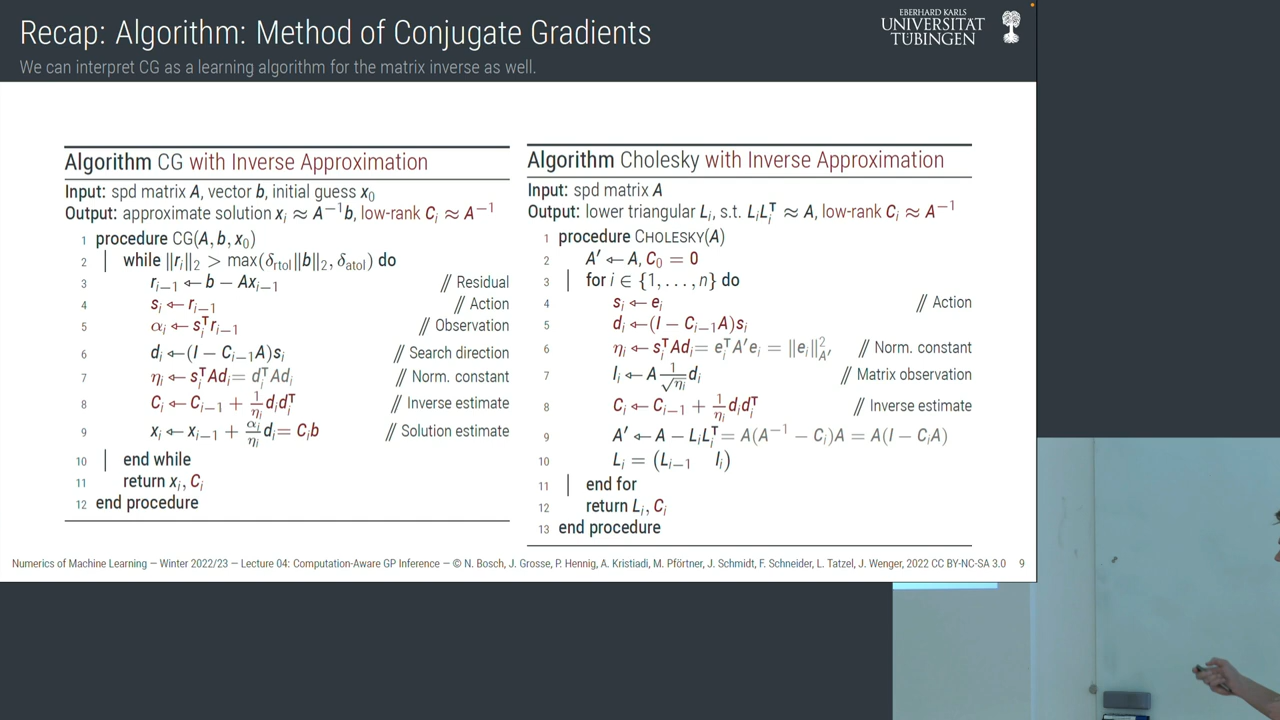 Recap: Algorithm: Method of Conjugate Gradients
We can interpret CG as a learning algorithm for the matrix inverse as well.
EBERHARD KARLS
UNIVERSITÄT
TÜBINGEN
Algorithm CG with Inverse Approximation
Input: spd matrix A, vector b, initial guess x₀
Output: approximate solution xᵢ ≈ A⁻¹b, low-rank Cᵢ ≈ A⁻¹
1 procedure CG(A, b, x₀)
2 while ‖rᵢ‖₂ > max(δ_rtol‖b‖₂, δ_atol) do
3 rᵢ₋₁ ← b − Axᵢ₋₁ // Residual
4 sᵢ ← rᵢ₋₁ // Action
5 αᵢ ← sᵢᵀrᵢ₋₁ // Observation
6 dᵢ ← (I − Cᵢ₋₁A)sᵢ // Search direction
7 ηᵢ ← sᵢᵀAdᵢ = dᵢᵀAdᵢ // Norm. constant
8 Cᵢ ← Cᵢ₋₁ + 1/ηᵢ dᵢdᵢᵀ // Inverse estimate
9 xᵢ ← xᵢ₋₁ + αᵢ/ηᵢ dᵢ = Cᵢb // Solution estimate
10 end while
11 return xᵢ, Cᵢ
12 end procedure
Algorithm Cholesky with Inverse Approximation
Input: spd matrix A
Output: lower triangular Lᵢ, s.t. LᵢLᵢᵀ ≈ A, low-rank Cᵢ ≈ A⁻¹
1 procedure CHOLESKY(A)
2 A′ ← A, C₀ = 0
3 for i ∈ {1, . . . , n} do
4 sᵢ ← eᵢ // Action
5 dᵢ ← (I − Cᵢ₋₁A)sᵢ
6 ηᵢ ← sᵢᵀAdᵢ = eᵢᵀA′eᵢ = ‖eᵢ‖²_A′ // Norm. constant
7 lᵢ ← A 1/√ηᵢ dᵢ // Matrix observation
8 Cᵢ ← Cᵢ₋₁ + 1/ηᵢ dᵢdᵢᵀ // Inverse estimate
9 A′ ← A − LᵢLᵢᵀ = A(A⁻¹ − Cᵢ)A = A(I − CᵢA)
10 Lᵢ = (Lᵢ₋₁ lᵢ)
11 end for
12 return Lᵢ, Cᵢ
13 end procedure
Numerics of Machine Learning — Winter 2022/23 — Lecture 04: Computation-Aware GP Inference — © N. Bosch, J. Grosse, P. Hennig, A. Kristiadi, M. Pförtner, J. Schmidt, F. Schneider, L. Tatzel, J. Wenger, 2022 CC BY-NC-SA 3.0 9